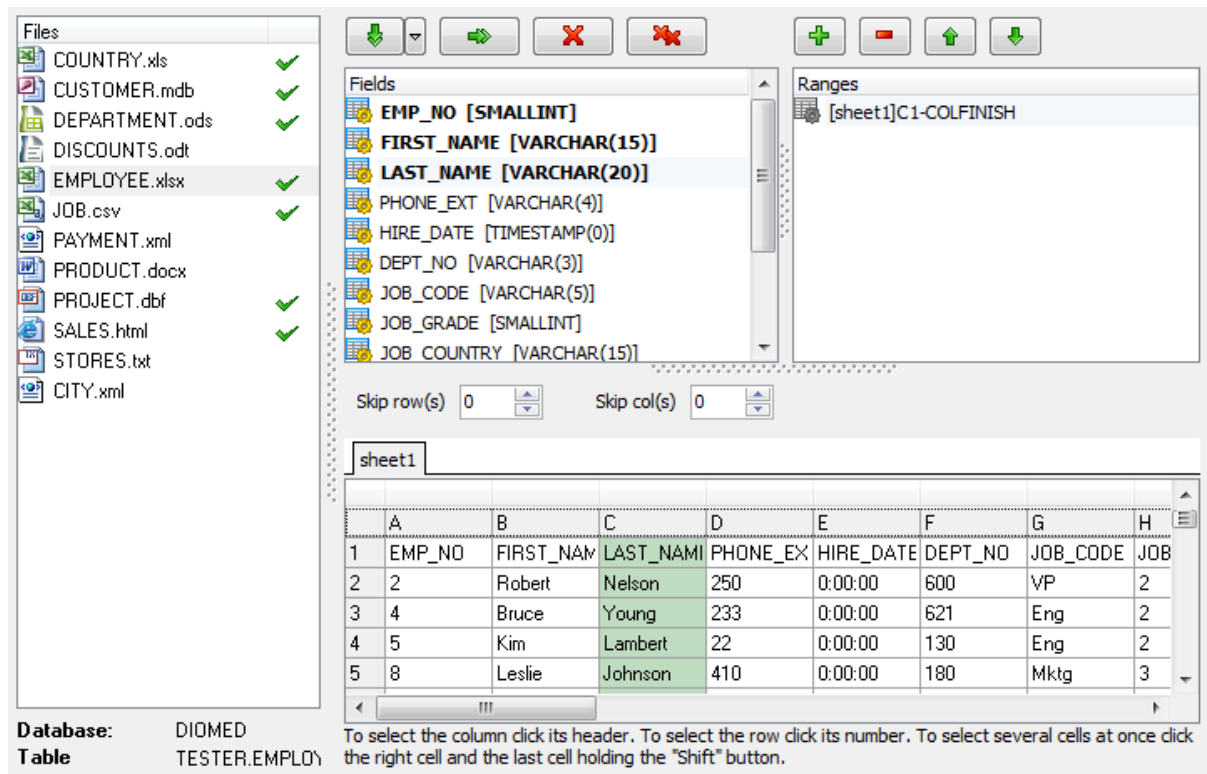 Files
COUNTRY.xls
CUSTOMER.mdb
DEPARTMENT.ods
DISCOUNTS.odt
EMPLOYEE.xlsx
JOB.csv
PAYMENT.xml
PRODUCT.docx
PROJECT.dbf
SALES.html
STORES.txt
CITY.xml
Database: DIOMED
Table TESTER.EMPLOY
Fields
EMP_NO [SMALLINT]
FIRST_NAME [VARCHAR(15)]
LAST_NAME [VARCHAR(20)]
PHONE_EXT [VARCHAR(4)]
HIRE_DATE [TIMESTAMP(0)]
DEPT_NO [VARCHAR(3)]
JOB_CODE [VARCHAR(5)]
JOB_GRADE [SMALLINT]
JOB_COUNTRY [VARCHAR(15)]
Ranges
[sheet1]C1-COLFINISH
Skip row(s) 0 Skip col(s) 0
sheet1
A B C D E F G H
1 EMP_NO FIRST_NAM LAST_NAMI PHONE_EX HIRE_DATE DEPT_NO JOB_CODE JOB
2 2 Robert Nelson 250 0:00:00 600 VP 2
3 4 Bruce Young 233 0:00:00 621 Eng 2
4 5 Kim Lambert 22 0:00:00 130 Eng 2
5 8 Leslie Johnson 410 0:00:00 180 Mktg 3
To select the column click its header. To select the row click its number. To select several cells at once click
the right cell and the last cell holding the "Shift" button.